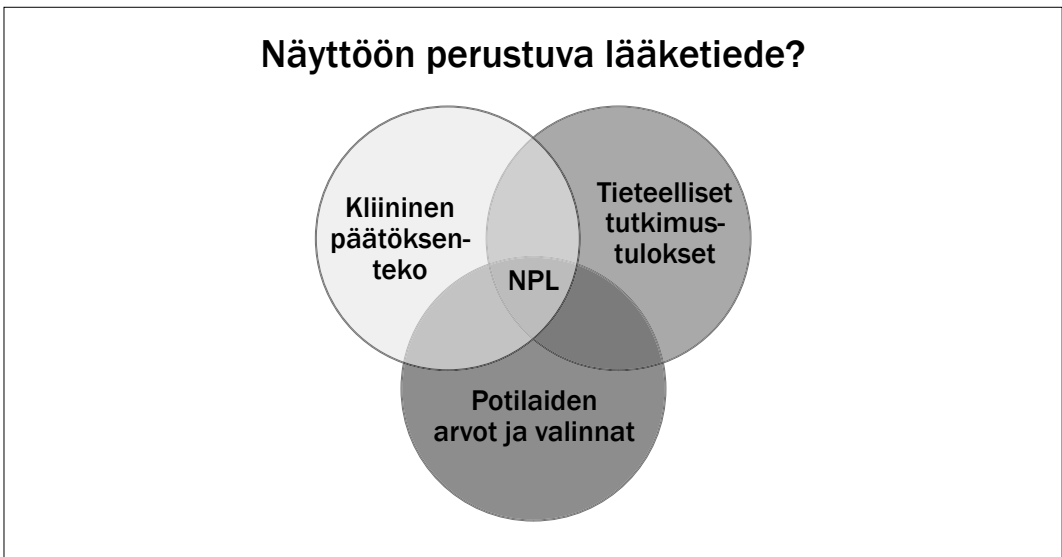 Näyttöön perustuva lääketiede?
Kliininen
päätöksen-
teko
Tieteelliset
tutkimus-
tulokset
NPL
Potilaiden
arvot ja valinnat